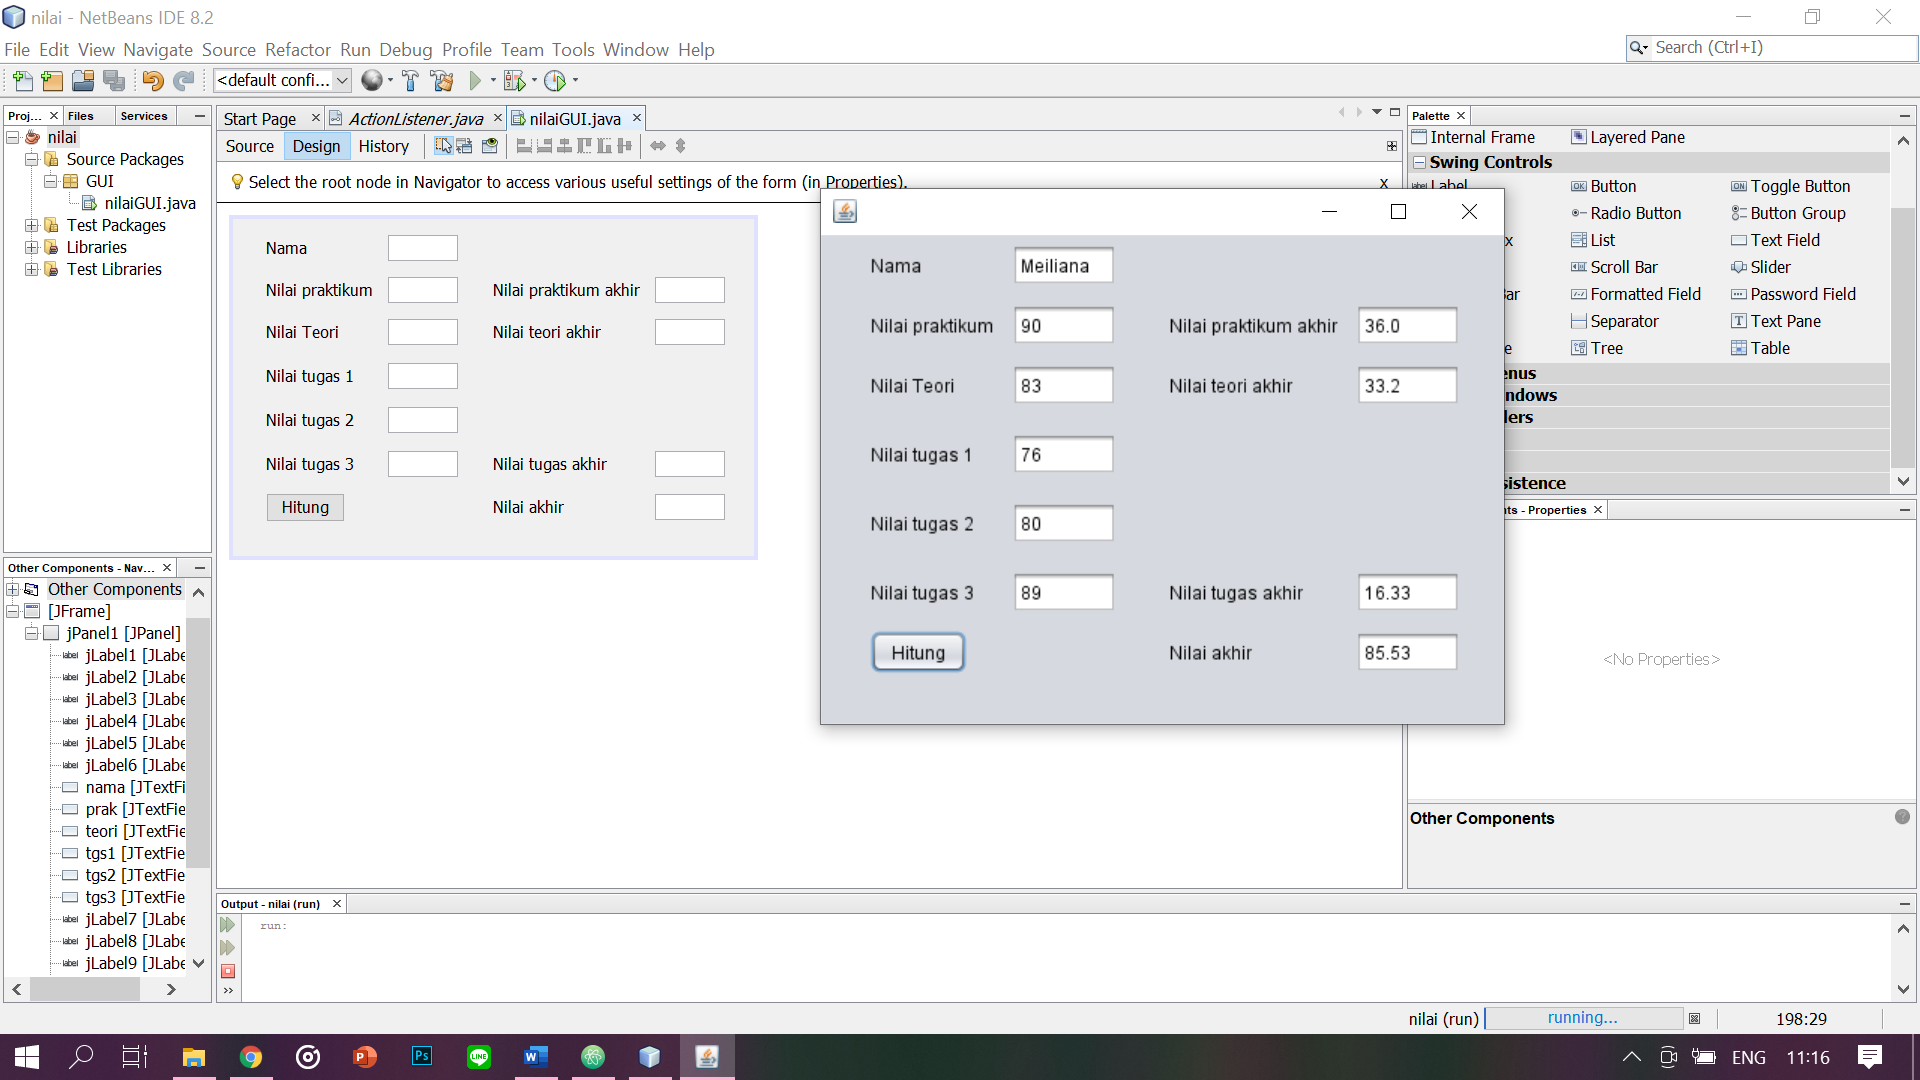 nilai - NetBeans IDE 8.2
File Edit View Navigate Source Refactor Run Debug Profile Team Tools Window Help
Search (Ctrl+I)
<default confi...
Proj... Files Services
nilai
Source Packages
GUI
nilaiGUI.java
Test Packages
Libraries
Test Libraries
Start Page ActionListener.java nilaiGUI.java
Source Design History
Select the root node in Navigator to access various useful settings of the form (in Properties).
x
Nama
Nilai praktikum Nilai praktikum akhir
Nilai Teori Nilai teori akhir
Nilai tugas 1
Nilai tugas 2
Nilai tugas 3 Nilai tugas akhir
Hitung Nilai akhir
Nama Meiliana
Nilai praktikum 90 Nilai praktikum akhir 36.0
Nilai Teori 83 Nilai teori akhir 33.2
Nilai tugas 1 76
Nilai tugas 2 80
Nilai tugas 3 89 Nilai tugas akhir 16.33
Hitung Nilai akhir 85.53
Palette
Internal Frame Layered Pane
Swing Controls
Label Button Toggle Button
Radio Button Button Group
x List Text Field
Scroll Bar Slider
ar Formatted Field Password Field
Separator Text Pane
e Tree Table
enus
ndows
lers
sistence
ts - Properties
<No Properties>
Other Components
Other Components - Nav...
Other Components
[JFrame]
jPanel1 [JPanel]
jLabel1 [JLabe
jLabel2 [JLabe
jLabel3 [JLabe
jLabel4 [JLabe
jLabel5 [JLabe
jLabel6 [JLabe
nama [JTextFi
prak [JTextFie
teori [JTextFie
tgs1 [JTextFie
tgs2 [JTextFie
tgs3 [JTextFie
jLabel7 [JLabe
jLabel8 [JLabe
jLabel9 [JLabe
Output - nilai (run)
run:
nilai (run) running... 198:29
ENG 11:16